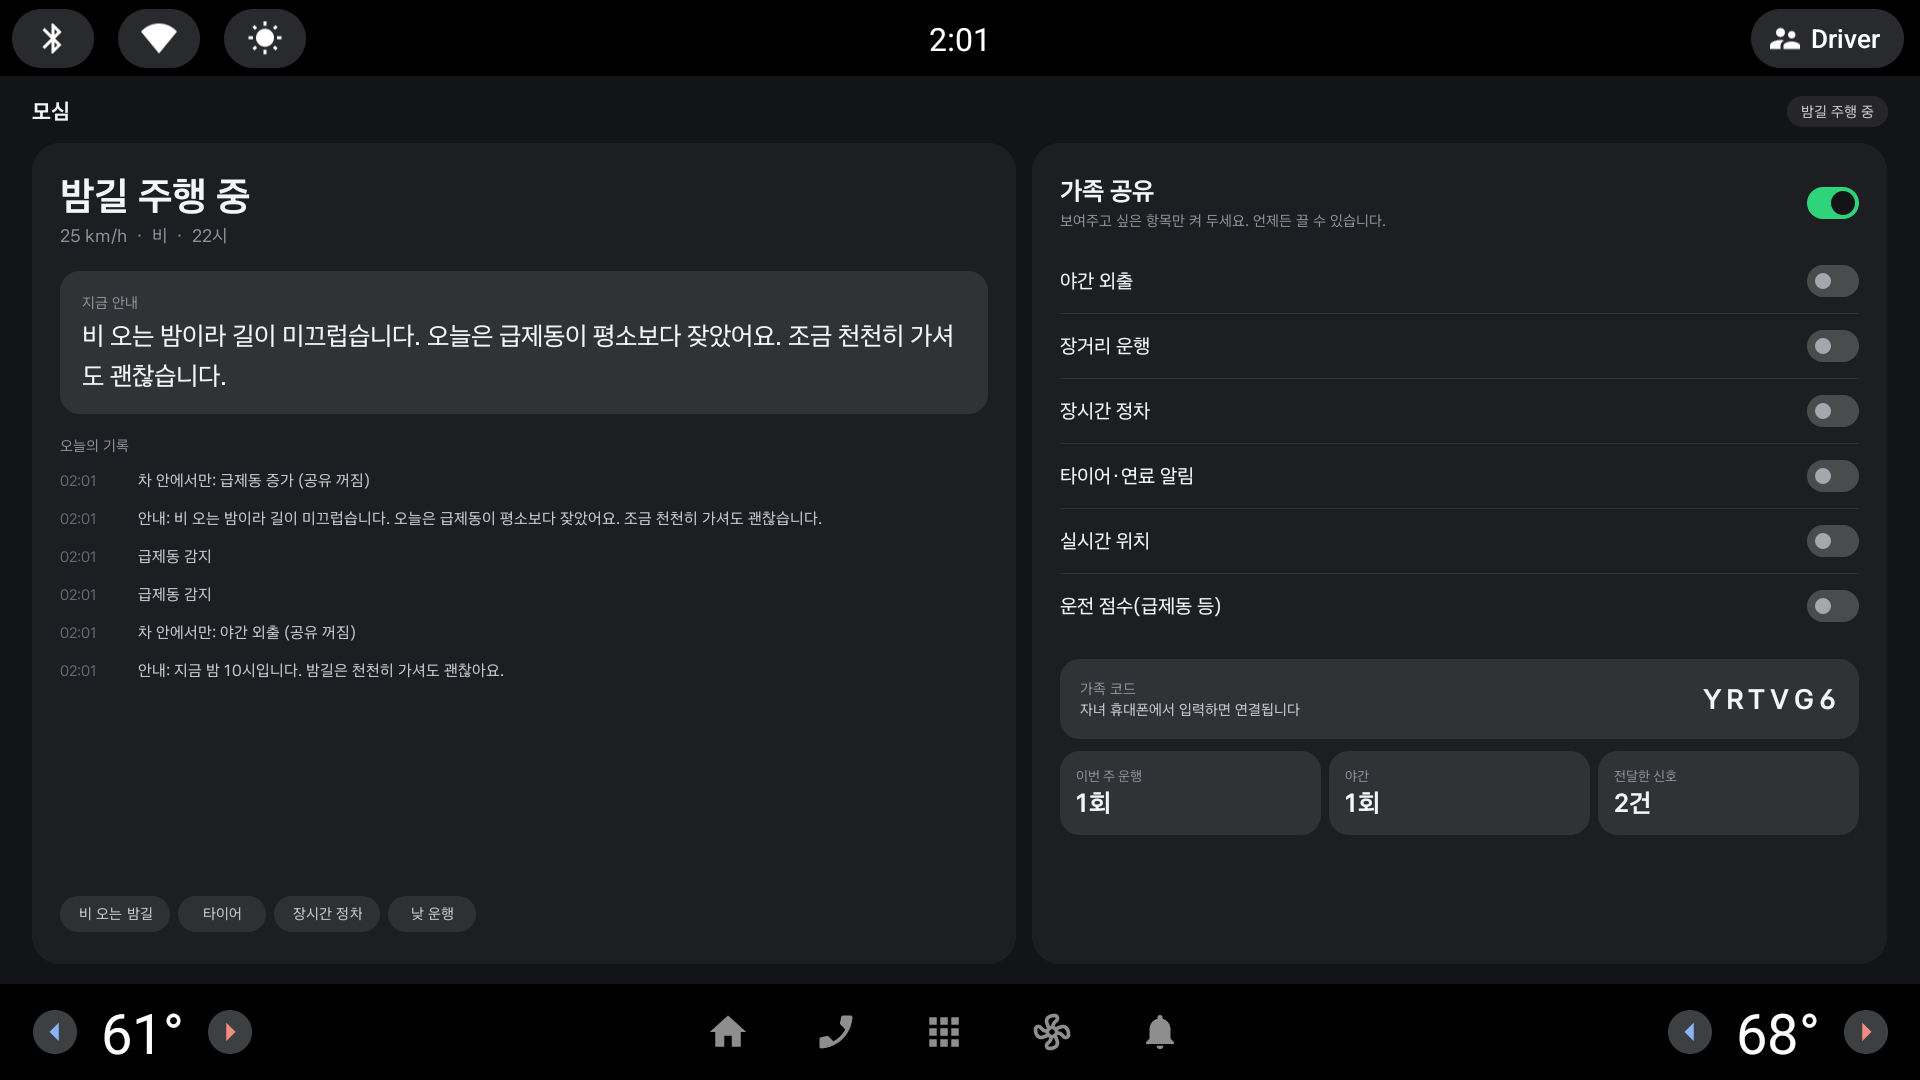 2:01
Driver
모심
밤길 주행 중
밤길 주행 중
25 km/h · 비 · 22시
지금 안내
비 오는 밤이라 길이 미끄럽습니다. 오늘은 급제동이 평소보다 잦았어요. 조금 천천히 가셔
도 괜찮습니다.
오늘의 기록
02:01 차 안에서만: 급제동 증가 (공유 꺼짐)
02:01 안내: 비 오는 밤이라 길이 미끄럽습니다. 오늘은 급제동이 평소보다 잦았어요. 조금 천천히 가셔도 괜찮습니다.
02:01 급제동 감지
02:01 급제동 감지
02:01 차 안에서만: 야간 외출 (공유 꺼짐)
02:01 안내: 지금 밤 10시입니다. 밤길은 천천히 가셔도 괜찮아요.
비 오는 밤길
타이어
장시간 정차
낮 운행
가족 공유
보여주고 싶은 항목만 켜 두세요. 언제든 끌 수 있습니다.
야간 외출
장거리 운행
장시간 정차
타이어·연료 알림
실시간 위치
운전 점수(급제동 등)
가족 코드
자녀 휴대폰에서 입력하면 연결됩니다
YRTVG6
이번 주 운행
1회
야간
1회
전달한 신호
2건
61°
68°